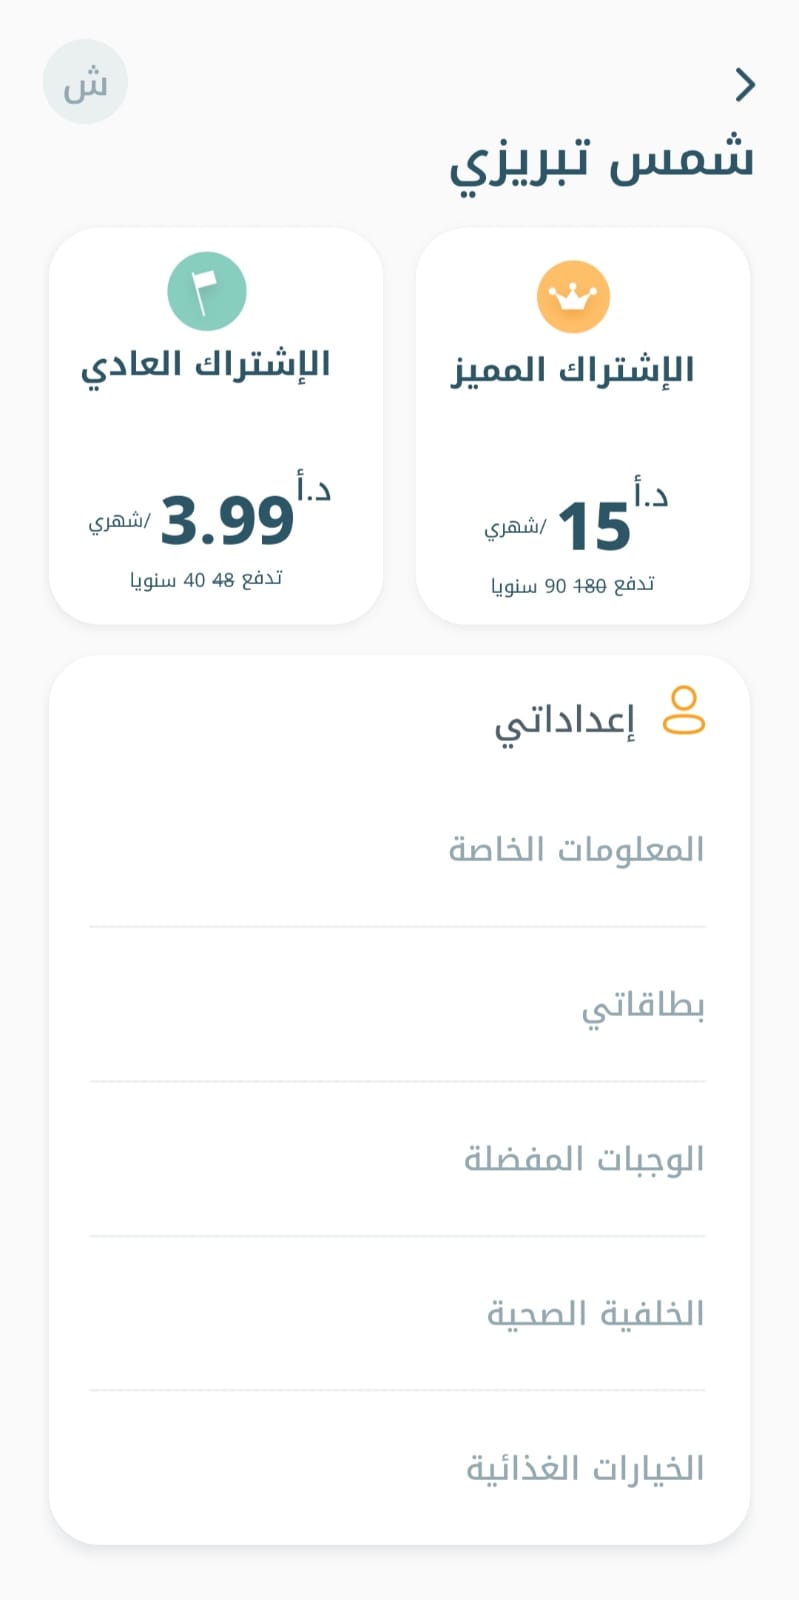 ش
شمس تبريزي
الإشتراك المميز
د.أ 15 /شهري
تدفع 180 90 سنويا
الإشتراك العادي
د.أ 3.99 /شهري
تدفع 48 40 سنويا
إعداداتي
المعلومات الخاصة
بطاقاتي
الوجبات المفضلة
الخلفية الصحية
الخيارات الغذائية